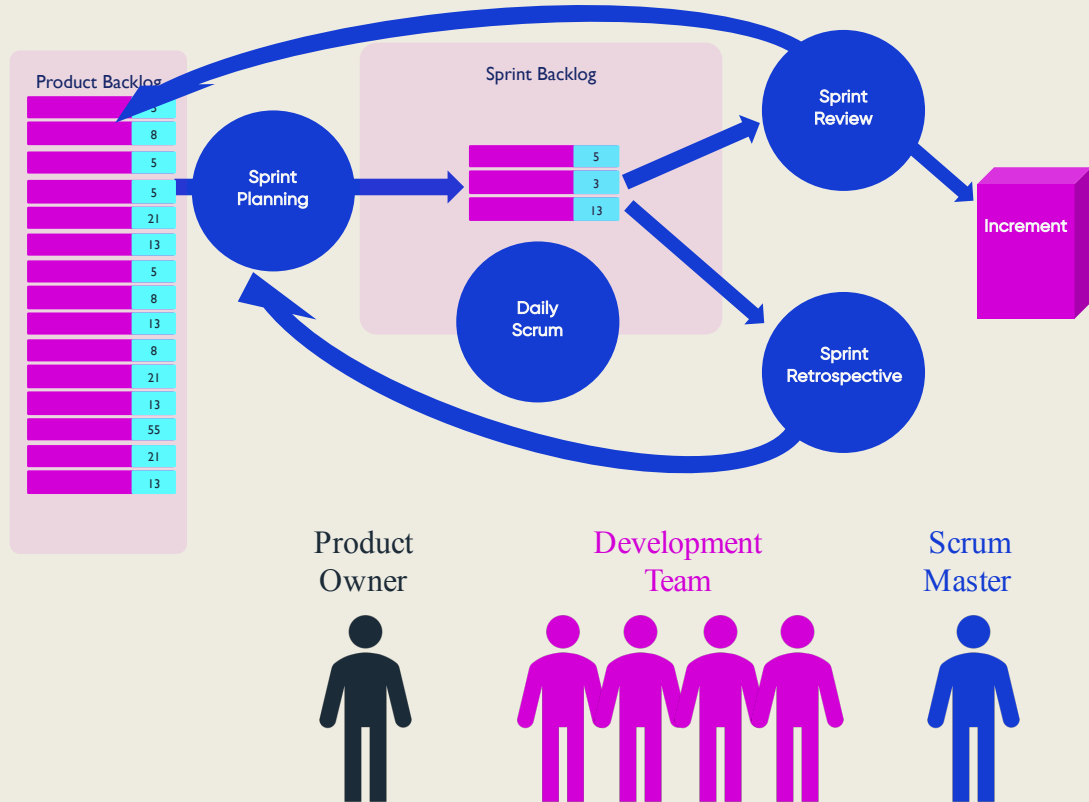 Product Backlog
8
5
5
21
13
5
8
13
8
21
13
55
21
13
Sprint
Planning
Sprint Backlog
5
3
13
Daily
Scrum
Sprint
Review
Sprint
Retrospective
Increment
Product
Owner
Development
Team
Scrum
Master